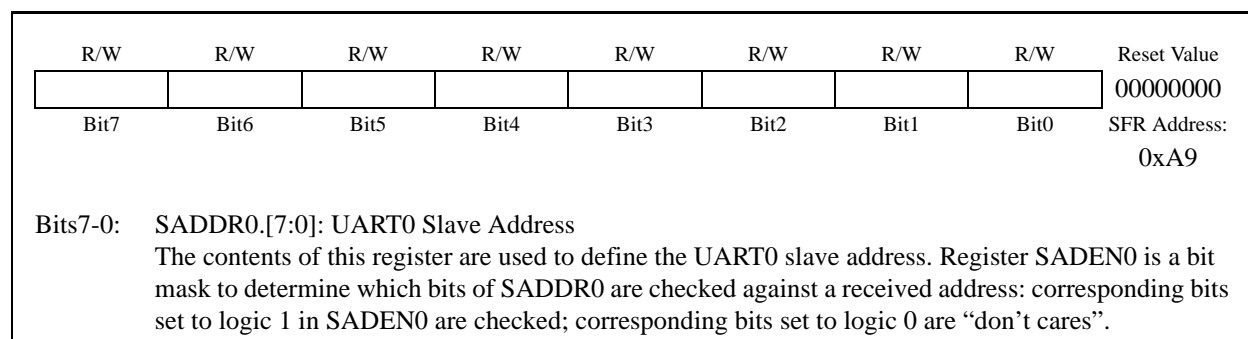 R/W R/W R/W R/W R/W R/W R/W R/W Reset Value
00000000
Bit7 Bit6 Bit5 Bit4 Bit3 Bit2 Bit1 Bit0 SFR Address:
0xA9
Bits7-0: SADDR0.[7:0]: UART0 Slave Address
The contents of this register are used to define the UART0 slave address. Register SADEN0 is a bit
mask to determine which bits of SADDR0 are checked against a received address: corresponding bits
set to logic 1 in SADEN0 are checked; corresponding bits set to logic 0 are “don’t cares”.